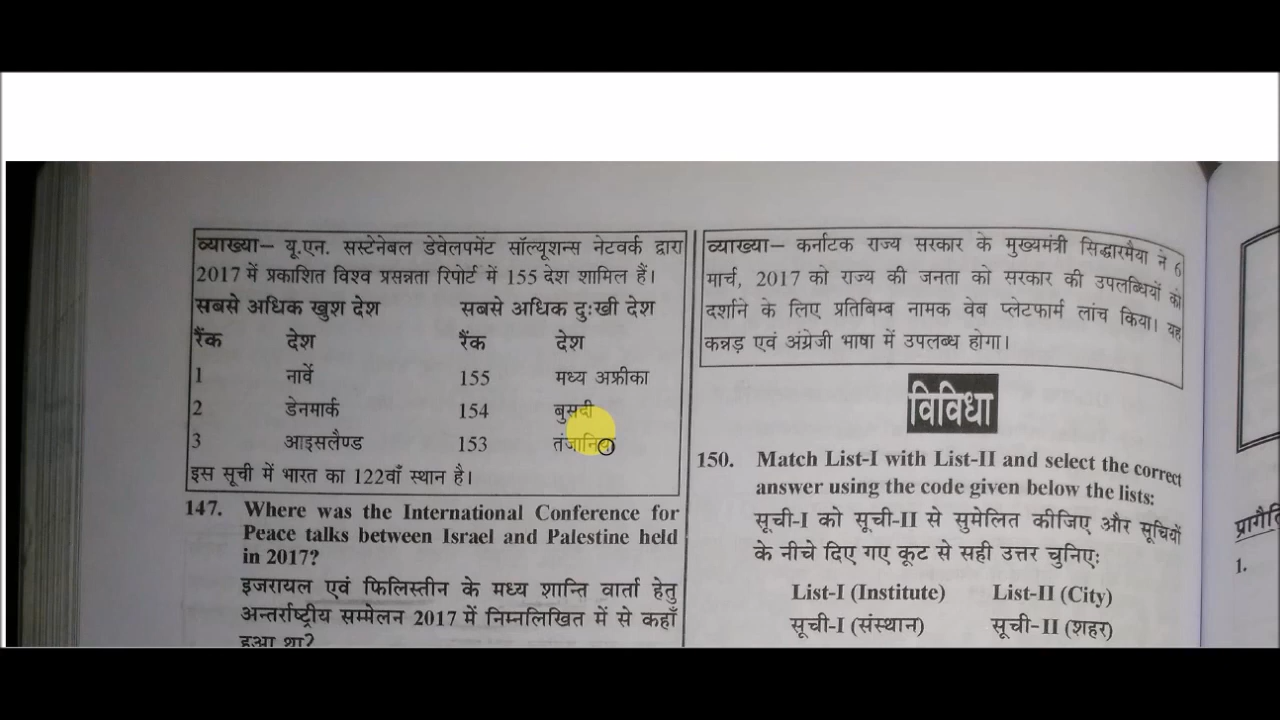 व्याख्या– यू.एन. सस्टेनेबल डेवेलपमेंट सॉल्यूशन्स नेटवर्क द्वारा
2017 में प्रकाशित विश्व प्रसन्नता रिपोर्ट में 155 देश शामिल हैं।
सबसे अधिक खुश देश सबसे अधिक दुःखी देश
रैंक देश रैंक देश
1 नार्वे 155 मध्य अफ्रीका
2 डेनमार्क 154 बुरूंदी
3 आइसलैण्ड 153 तंजानिया
इस सूची में भारत का 122वाँ स्थान है।
147. Where was the International Conference for
Peace talks between Israel and Palestine held
in 2017?
इजरायल एवं फिलिस्तीन के मध्य शान्ति वार्ता हेतु
अन्तर्राष्ट्रीय सम्मेलन 2017 में निम्नलिखित में से कहाँ
हुआ था?
व्याख्या– कर्नाटक राज्य सरकार के मुख्यमंत्री सिद्धारमैया ने 6
मार्च, 2017 को राज्य की जनता को सरकार की उपलब्धियों को
दर्शाने के लिए प्रतिबिम्ब नामक वेब प्लेटफार्म लांच किया। यह
कन्नड़ एवं अंग्रेजी भाषा में उपलब्ध होगा।
विविधा
150. Match List-I with List-II and select the correct
answer using the code given below the lists:
सूची-I को सूची-II से सुमेलित कीजिए और सूचियों
के नीचे दिए गए कूट से सही उत्तर चुनिए:
List-I (Institute) List-II (City)
सूची-I (संस्थान) सूची-II (शहर)
1.